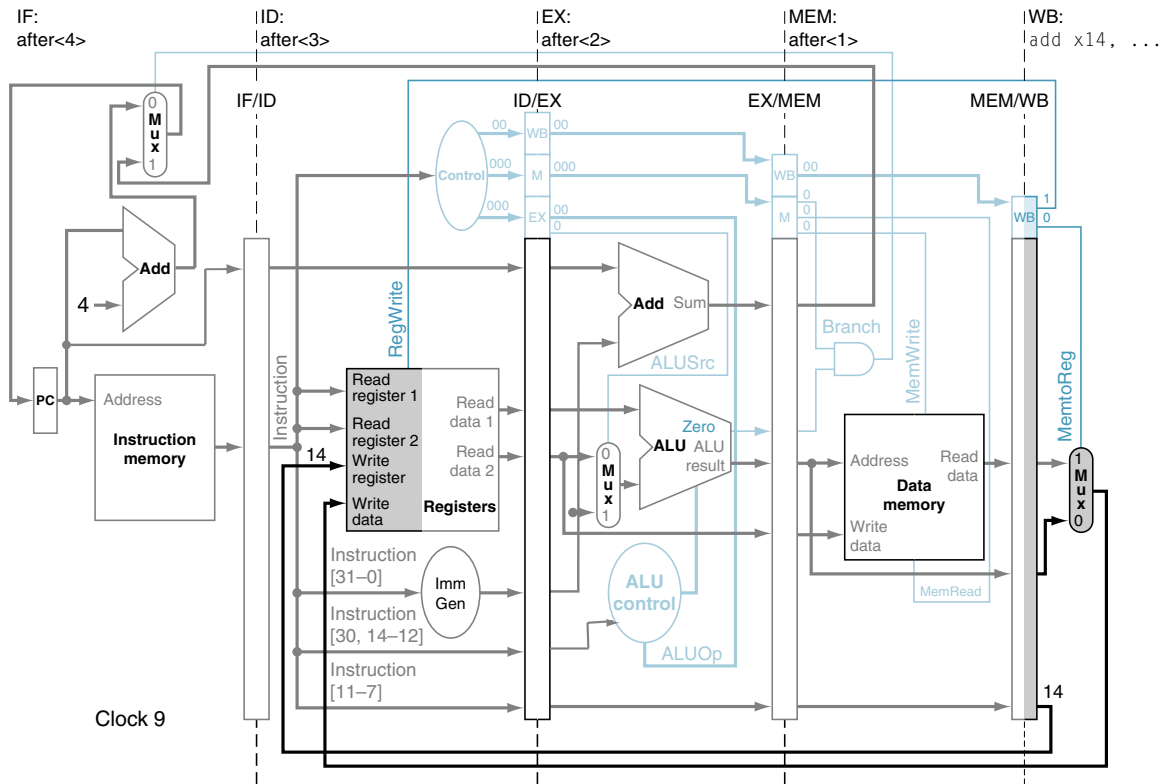 IF:
after<4>
ID:
after<3>
EX:
after<2>
MEM:
after<1>
WB:
add x14, ...
IF/ID
ID/EX
EX/MEM
MEM/WB
0
Mux
1
Control
00
000
000
WB
M
EX
00
000
00
0
WB
M
00
0
0
0
WB
1
0
Add
4
Add Sum
RegWrite
Branch
ALUSrc
MemWrite
MemtoReg
PC
Address
Instruction
memory
Instruction
Read
register 1
Read
register 2
14
Write
register
Write
data
Read
data 1
Read
data 2
Registers
0
Mux
1
Zero
ALU ALU
result
Address
Read
data
Data
memory
Write
data
1
Mux
0
Instruction
[31–0]
Imm
Gen
Instruction
[30, 14–12]
ALU
control
MemRead
ALUOp
Instruction
[11–7]
14
Clock 9